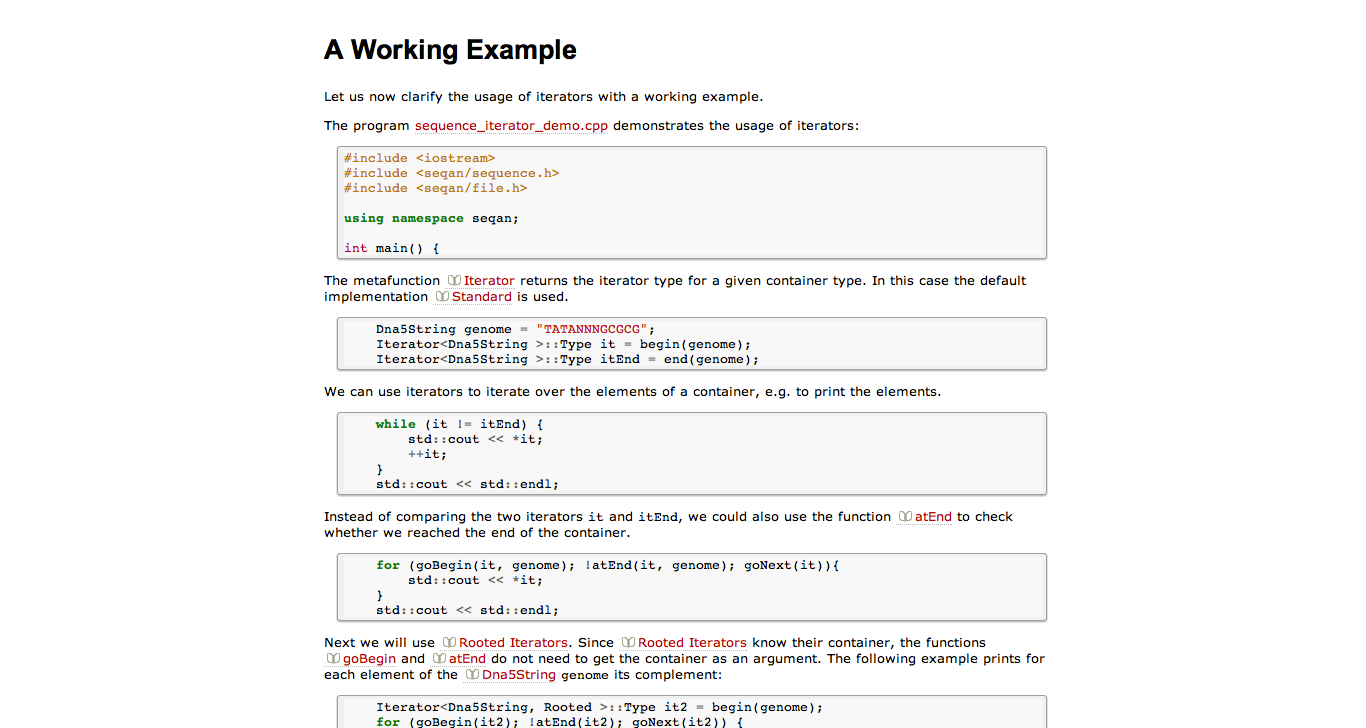 A Working Example
Let us now clarify the usage of iterators with a working example.
The program sequence_iterator_demo.cpp demonstrates the usage of iterators:
#include <iostream>
#include <seqan/sequence.h>
#include <seqan/file.h>
using namespace seqan;
int main() {
The metafunction Iterator returns the iterator type for a given container type. In this case the default
implementation Standard is used.
Dna5String genome = "TATANNNGCGCG";
Iterator<Dna5String >::Type it = begin(genome);
Iterator<Dna5String >::Type itEnd = end(genome);
We can use iterators to iterate over the elements of a container, e.g. to print the elements.
while (it != itEnd) {
std::cout << *it;
++it;
}
std::cout << std::endl;
Instead of comparing the two iterators it and itEnd, we could also use the function atEnd to check
whether we reached the end of the container.
for (goBegin(it, genome); !atEnd(it, genome); goNext(it)){
std::cout << *it;
}
std::cout << std::endl;
Next we will use Rooted Iterators. Since Rooted Iterators know their container, the functions
goBegin and atEnd do not need to get the container as an argument. The following example prints for
each element of the Dna5String genome its complement:
Iterator<Dna5String, Rooted >::Type it2 = begin(genome);
for (goBegin(it2); !atEnd(it2); goNext(it2)) {